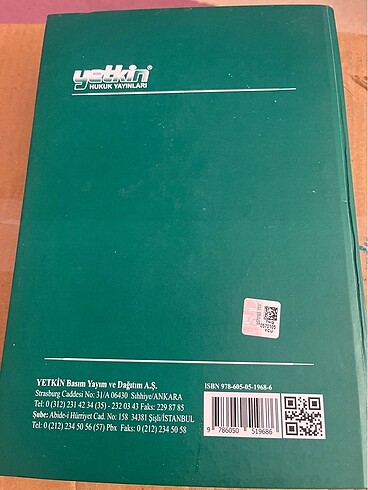 yetkin®
HUKUK YAYINLARI
YETKİN Basım Yayım ve Dağıtım A.Ş.
Strasburg Caddesi No: 31/A 06430 Sıhhiye/ANKARA
Tel: 0 (312) 231 42 34 (35) - 232 03 43 Faks: 229 87 85
Şube: Abide-i Hürriyet Cad. No: 158 34381 Şişli/İSTANBUL
Tel: 0 (212) 234 50 56 (57) Pbx Faks: 0 (212) 234 50 58
ISBN 978-605-05-1968-6
9 786050 519686